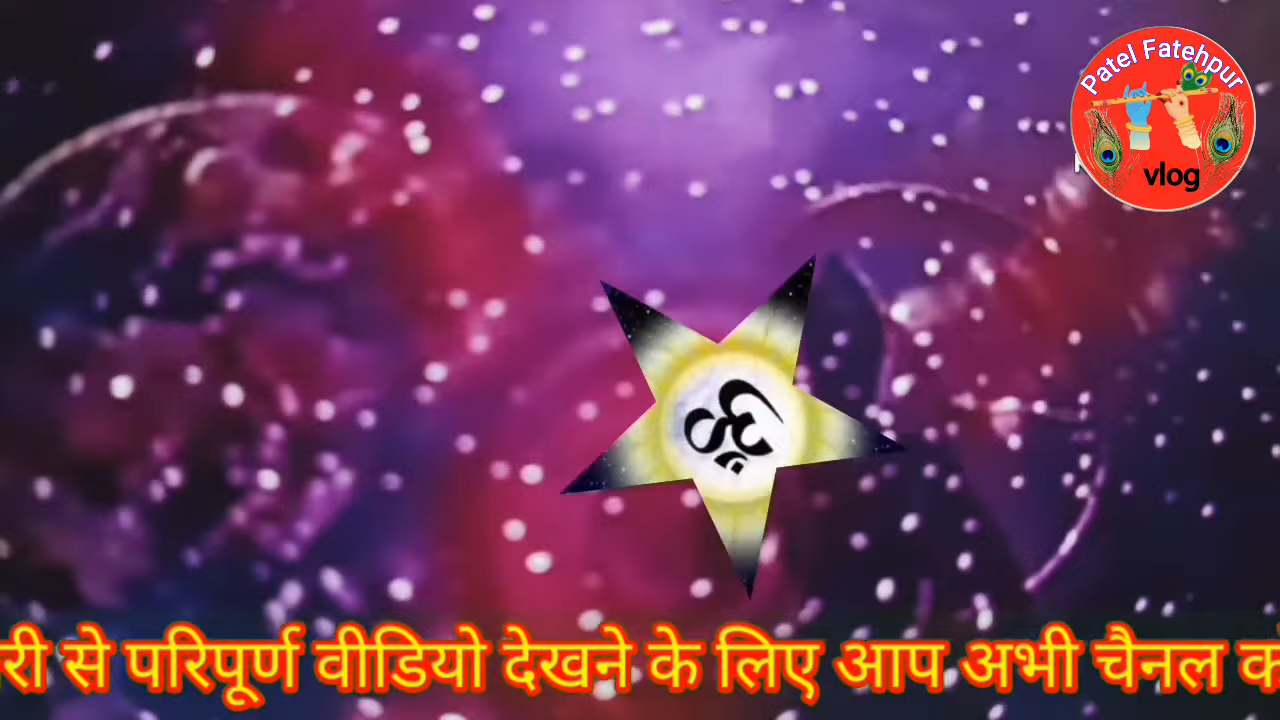 Patel Fatehpur
vlog
से परिपूर्ण वीडियो देखने के लिए आप अभी चैनल